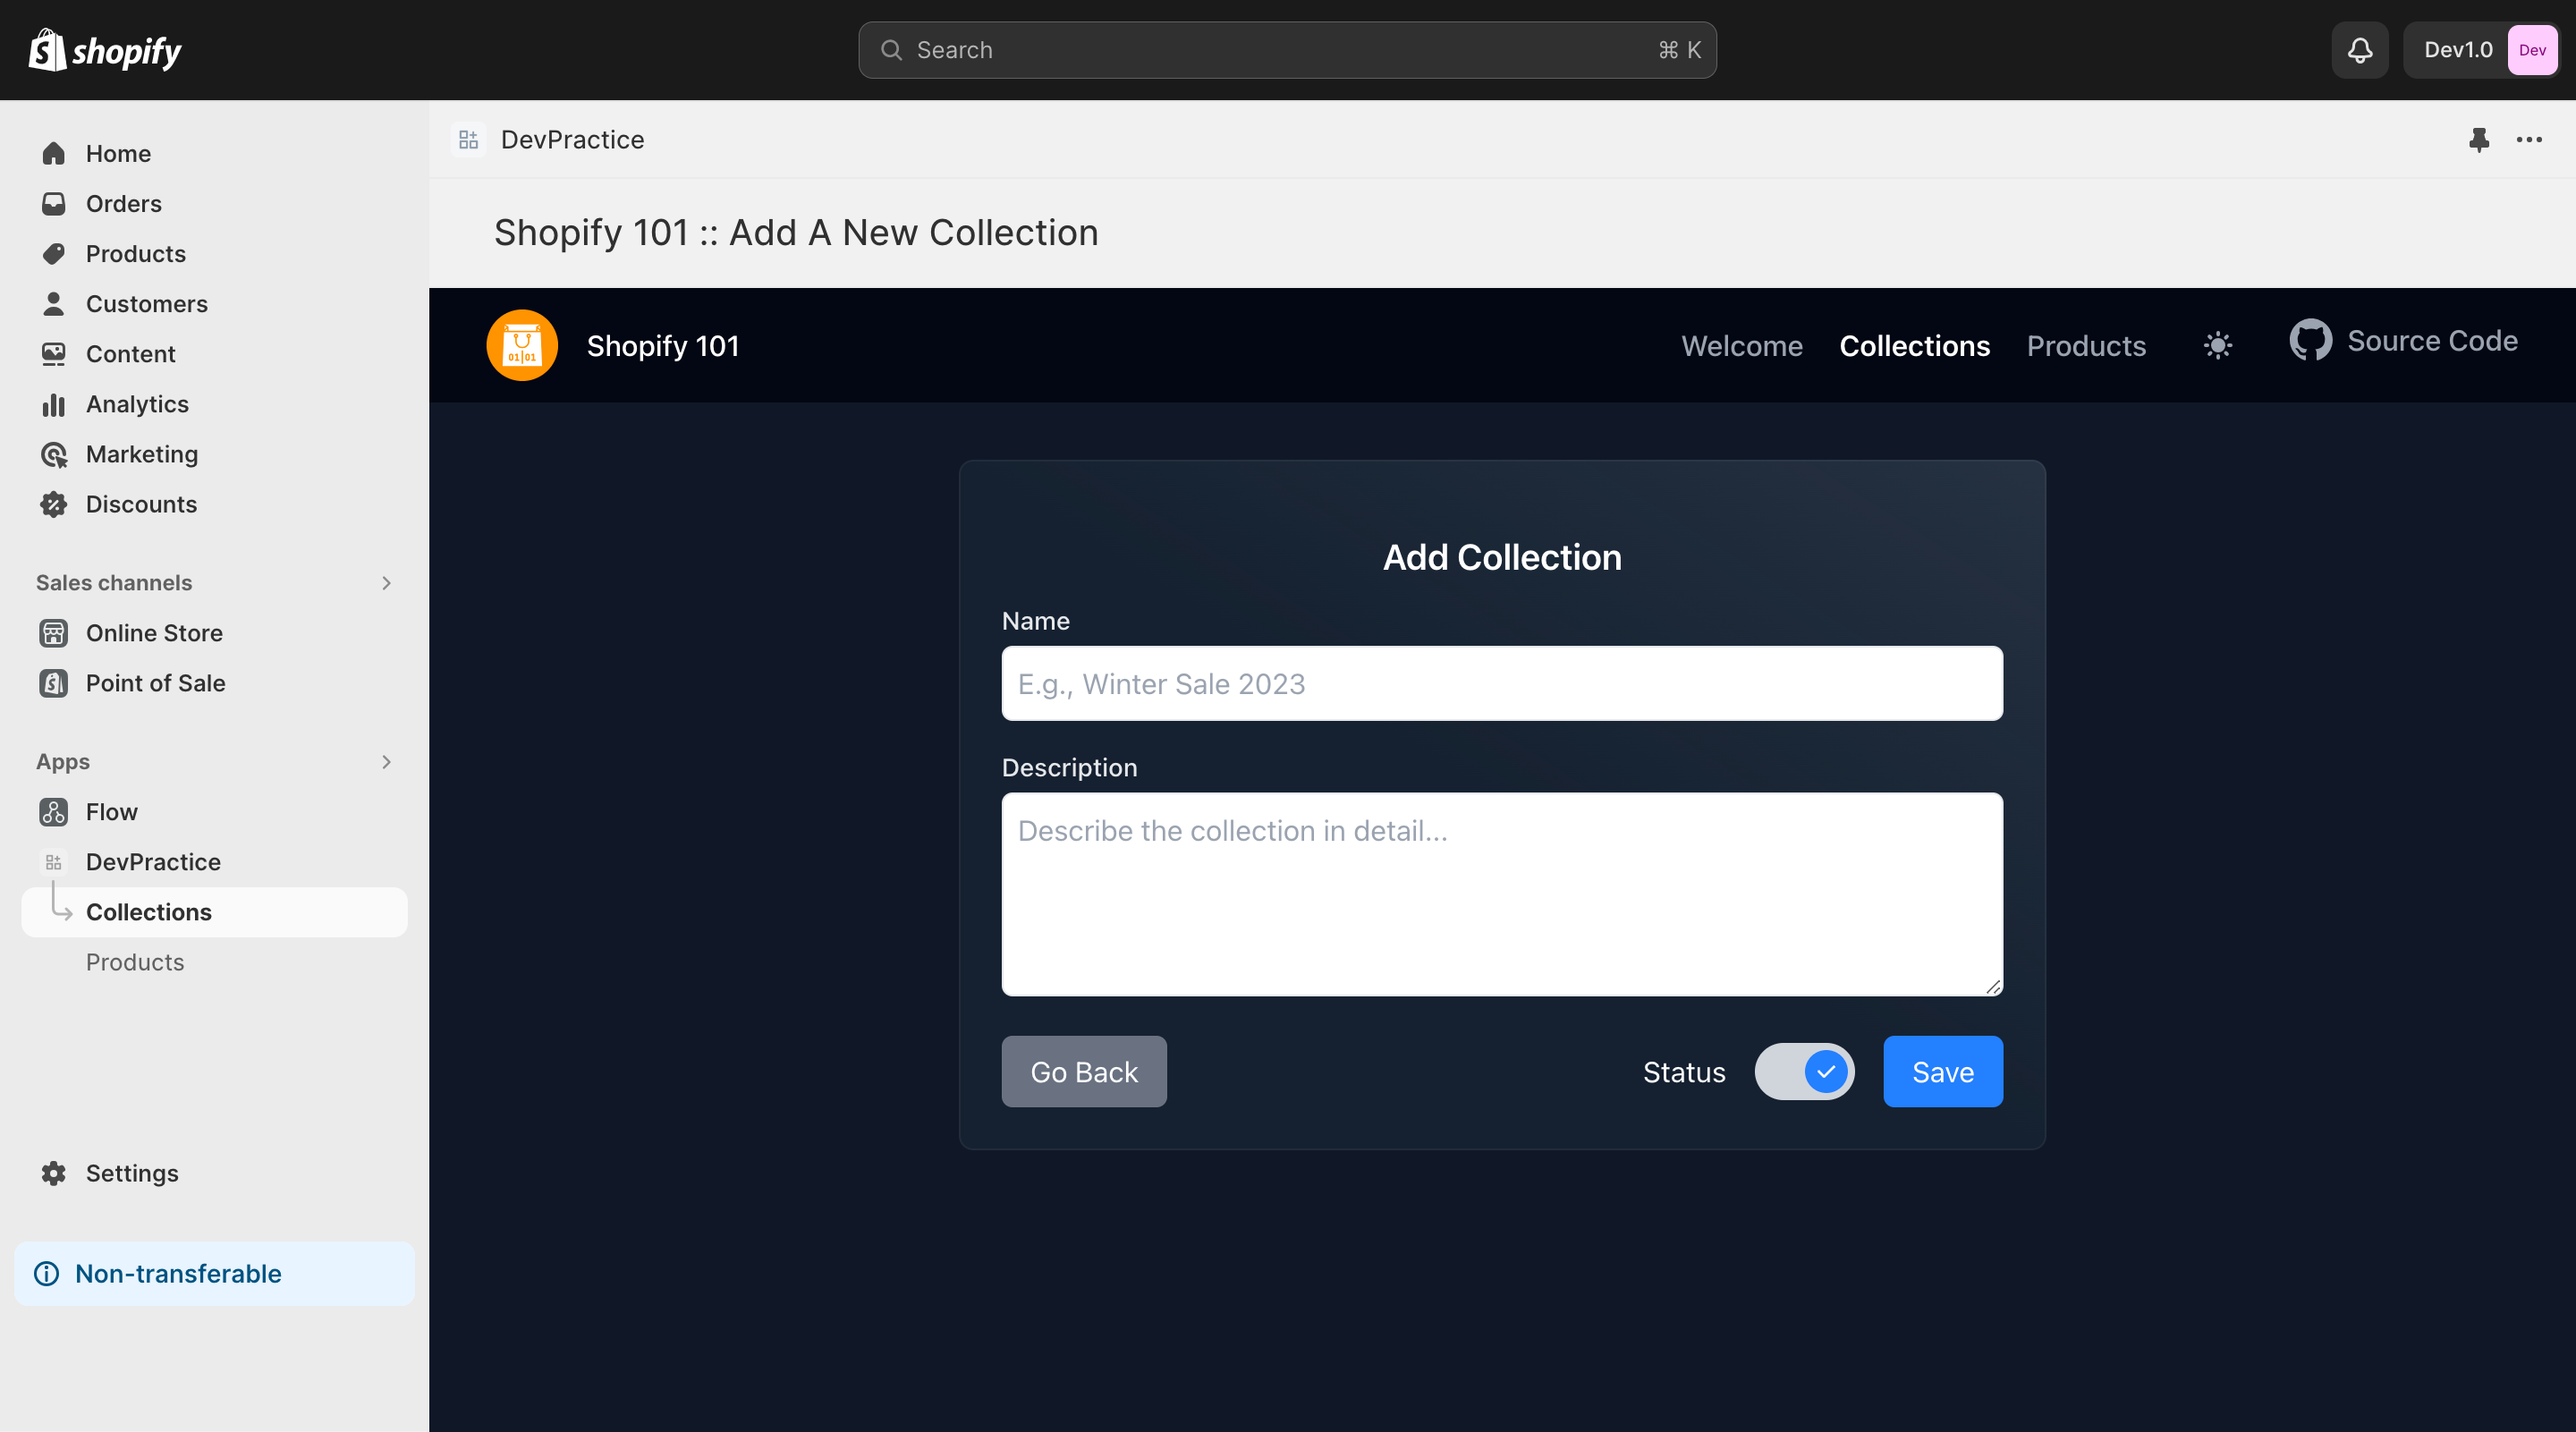 shopify
Search
⌘ K
Dev1.0
Dev
Home
Orders
Products
Customers
Content
Analytics
Marketing
Discounts
Sales channels
Online Store
Point of Sale
Apps
Flow
DevPractice
Collections
Products
Settings
Non-transferable
DevPractice
Shopify 101 :: Add A New Collection
01|01
Shopify 101
Welcome
Collections
Products
Source Code
Add Collection
Name
E.g., Winter Sale 2023
Description
Describe the collection in detail...
Go Back
Status
Save